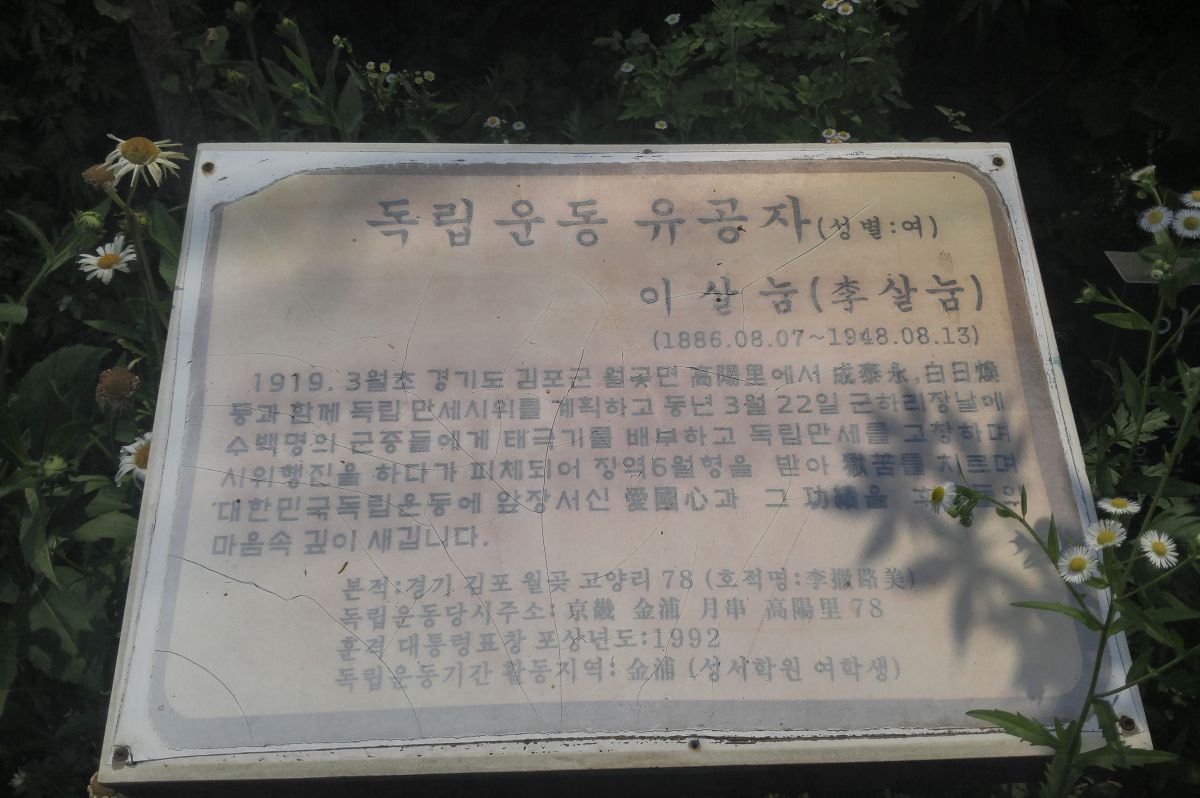 독립운동 유공자(성별:여)
이살눔(李살눔)
(1886.08.07~1948.08.13)
1919. 3월초 경기도 김포군 월곶면 高陽里에서 成泰永,白日煥
등과 함께 독립만세시위를 계획하고 동년 3월 22일 군하리장날에
수백명의 군중들에게 태극기를 배부하고 독립만세를 고창하며
시위행진을 하다가 피체되어 징역6월형을 받아 치르며
대한민국독립운동에 앞장서신 愛國心과 그 功績을
마음속 깊이 새깁니다.
본적:경기 김포 월곶 고양리 78 (호적명:李撤路美)
독립운동당시주소: 京畿 金浦 月串 高陽里 78
훈격 대통령표창 포상년도:1992
독립운동기간 활동지역: 金浦 (성서학원 여학생)